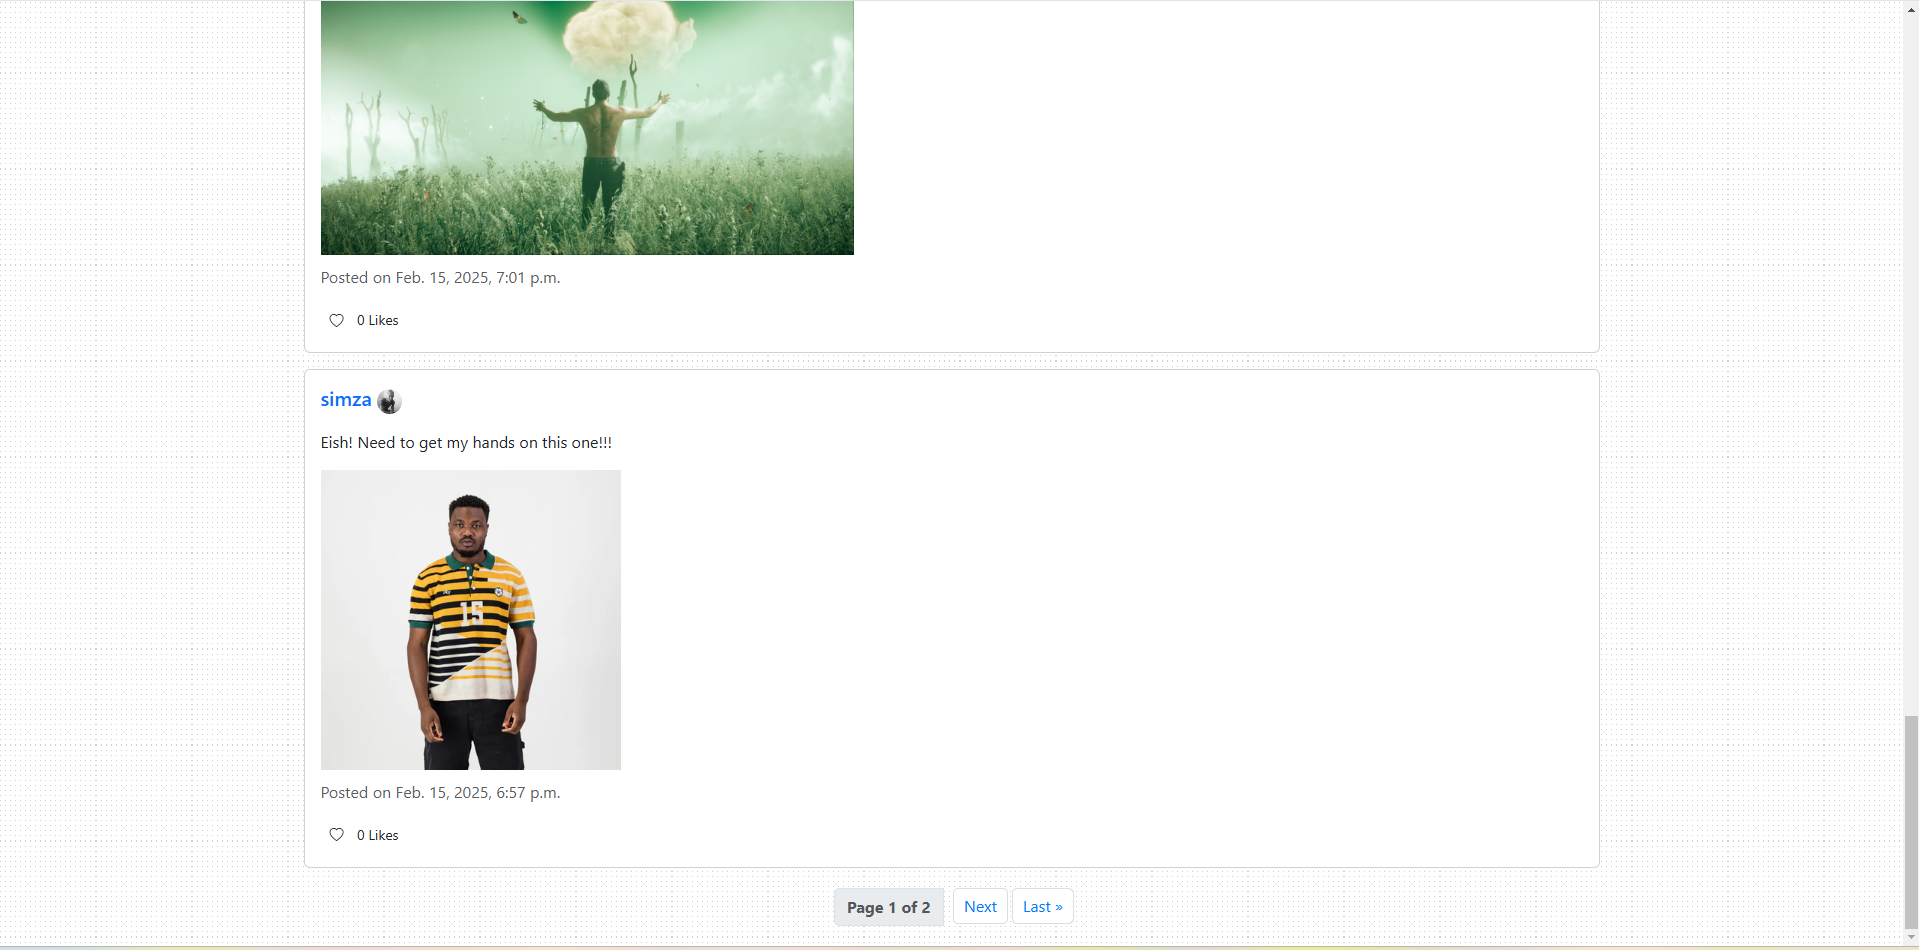 Posted on Feb. 15, 2025, 7:01 p.m.
0 Likes
simza
Eish! Need to get my hands on this one!!!
15
Posted on Feb. 15, 2025, 6:57 p.m.
0 Likes
Page 1 of 2 Next Last »